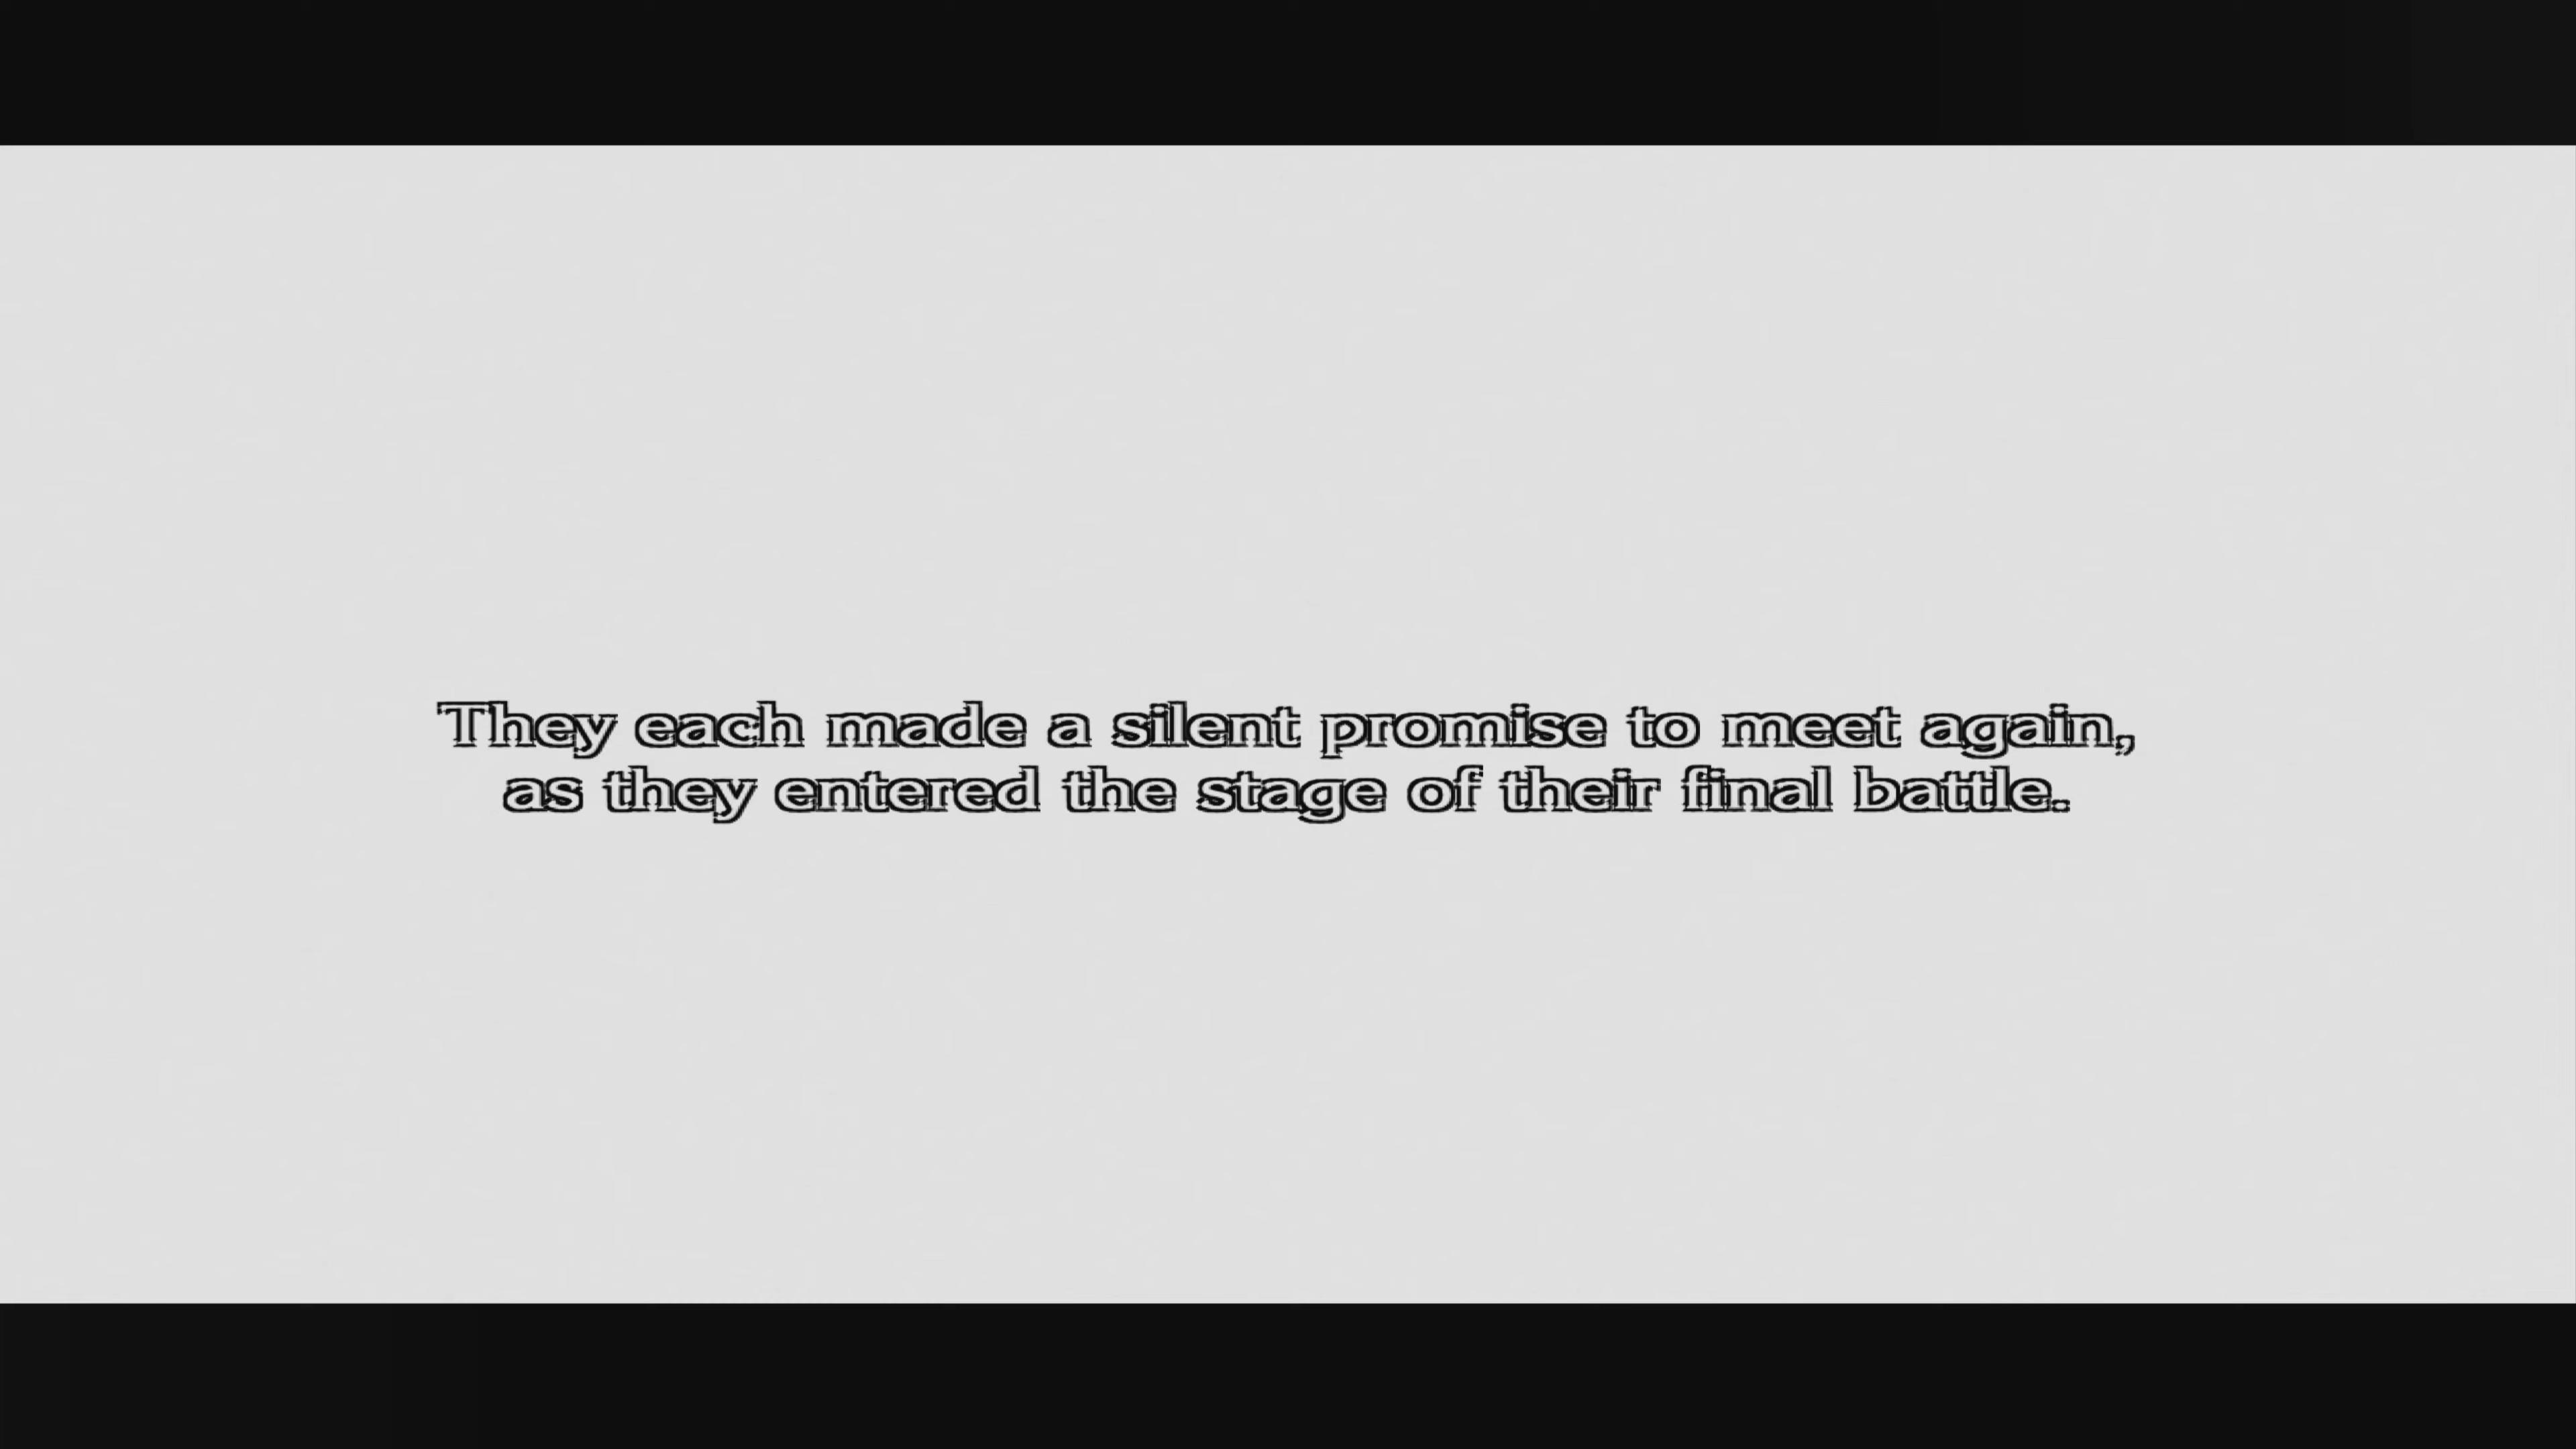 They each made a silent promise to meet again,
as they entered the stage of their final battle.